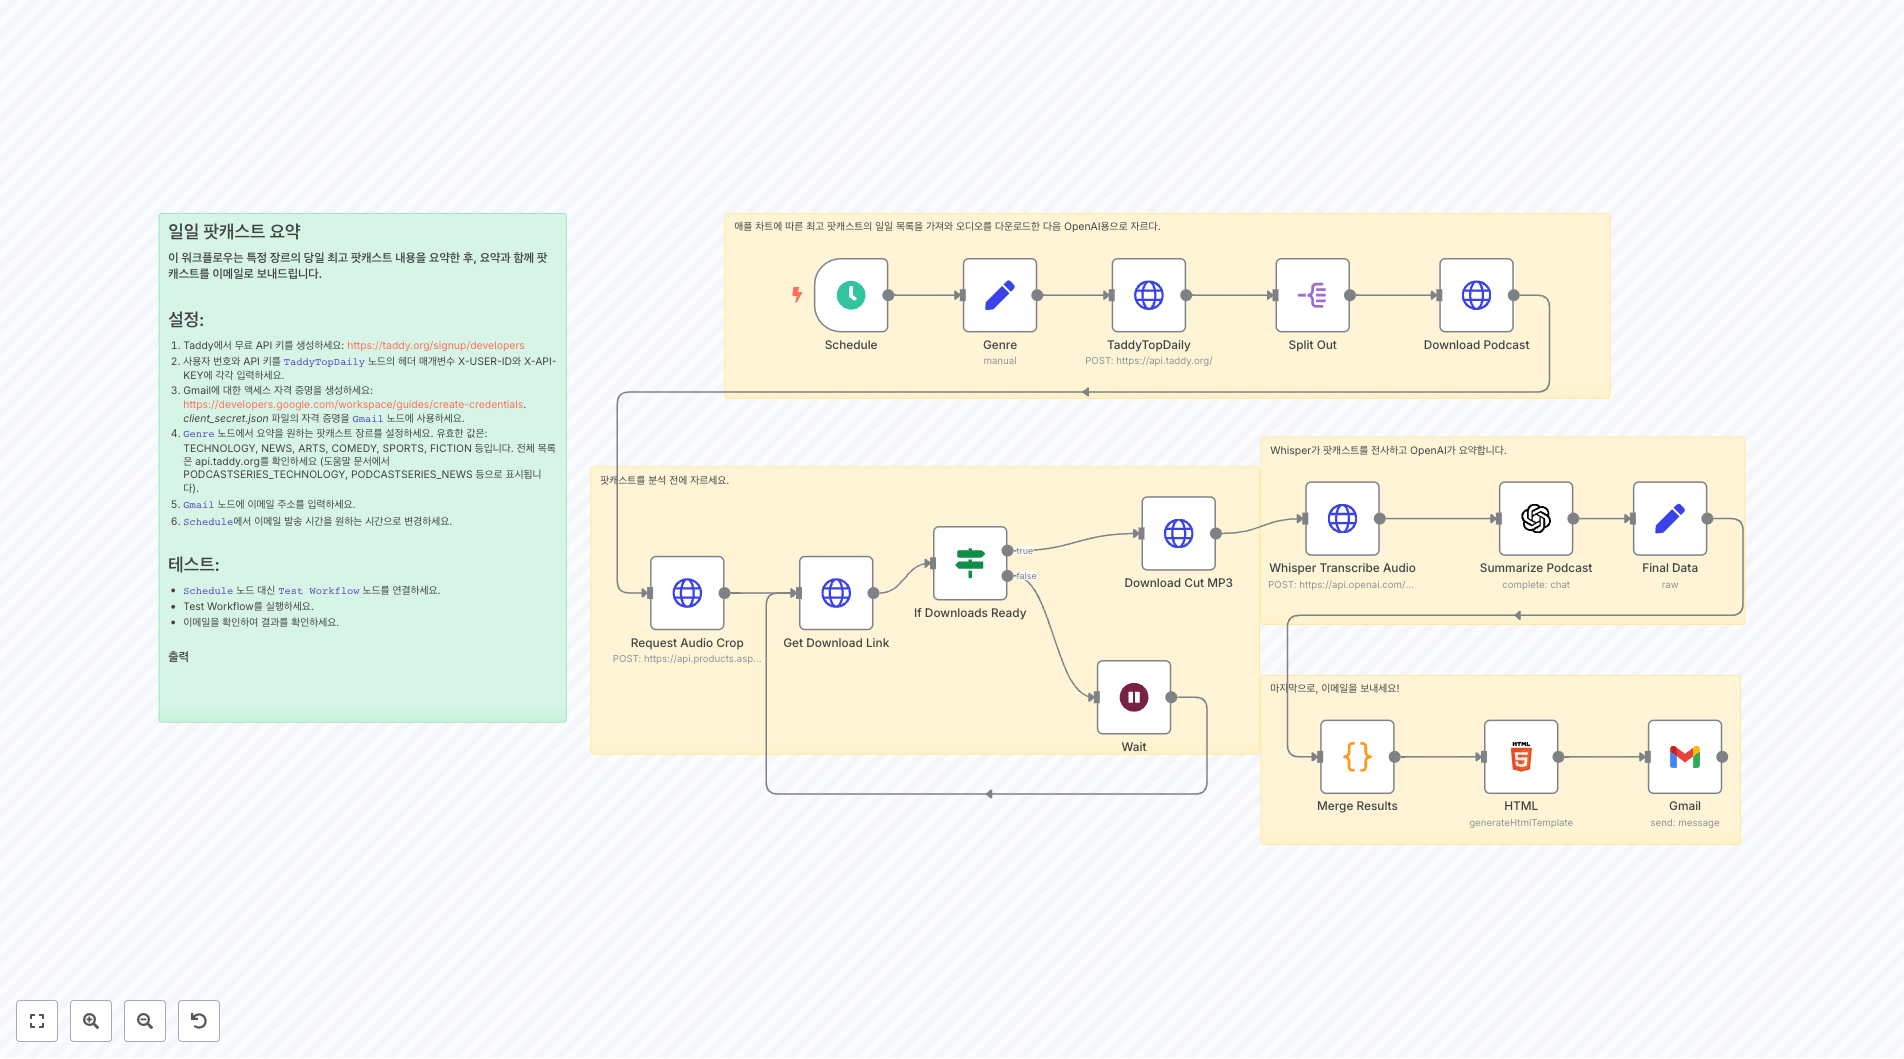 일일 팟캐스트 요약
이 워크플로우는 특정 장르의 당일 최고 팟캐스트 내용을 요약한 후, 요약과 함께 팟
캐스트를 이메일로 보내드립니다.
설정:
1. Taddy에서 무료 API 키를 생성하세요: https://taddy.org/signup/developers
2. 사용자 번호와 API 키를 TaddyTopDaily 노드의 헤더 매개변수 X-USER-ID와 X-API-
KEY에 각각 입력하세요.
3. Gmail에 대한 액세스 자격 증명을 생성하세요:
https://developers.google.com/workspace/guides/create-credentials.
client_secret.json 파일의 자격 증명을 Gmail 노드에 사용하세요.
4. Genre 노드에서 요약을 원하는 팟캐스트 장르를 설정하세요. 유효한 값은:
TECHNOLOGY, NEWS, ARTS, COMEDY, SPORTS, FICTION 등입니다. 전체 목록
은 api.taddy.org를 확인하세요 (도움말 문서에서
PODCASTSERIES_TECHNOLOGY, PODCASTSERIES_NEWS 등으로 표시됩니
다).
5. Gmail 노드에 이메일 주소를 입력하세요.
6. Schedule에서 이메일 발송 시간을 원하는 시간으로 변경하세요.
테스트:
• Schedule 노드 대신 Test Workflow 노드를 연결하세요.
• Test Workflow를 실행하세요.
• 이메일을 확인하여 결과를 확인하세요.
출력
애플 차트에 따른 최고 팟캐스트의 일일 목록을 가져와 오디오를 다운로드한 다음 OpenAI용으로 자르다.
Schedule
Genre
manual
TaddyTopDaily
POST: https://api.taddy.org/
Split Out
Download Podcast
팟캐스트를 분석 전에 자르세요.
Request Audio Crop
POST: https://api.products.asp...
Get Download Link
If Downloads Ready
true
false
Download Cut MP3
Wait
Whisper가 팟캐스트를 전사하고 OpenAI가 요약합니다.
Whisper Transcribe Audio
POST: https://api.openai.com/...
Summarize Podcast
complete: chat
Final Data
raw
마지막으로, 이메일을 보내세요!
Merge Results
HTML
HTML
generateHtmlTemplate
Gmail
send: message